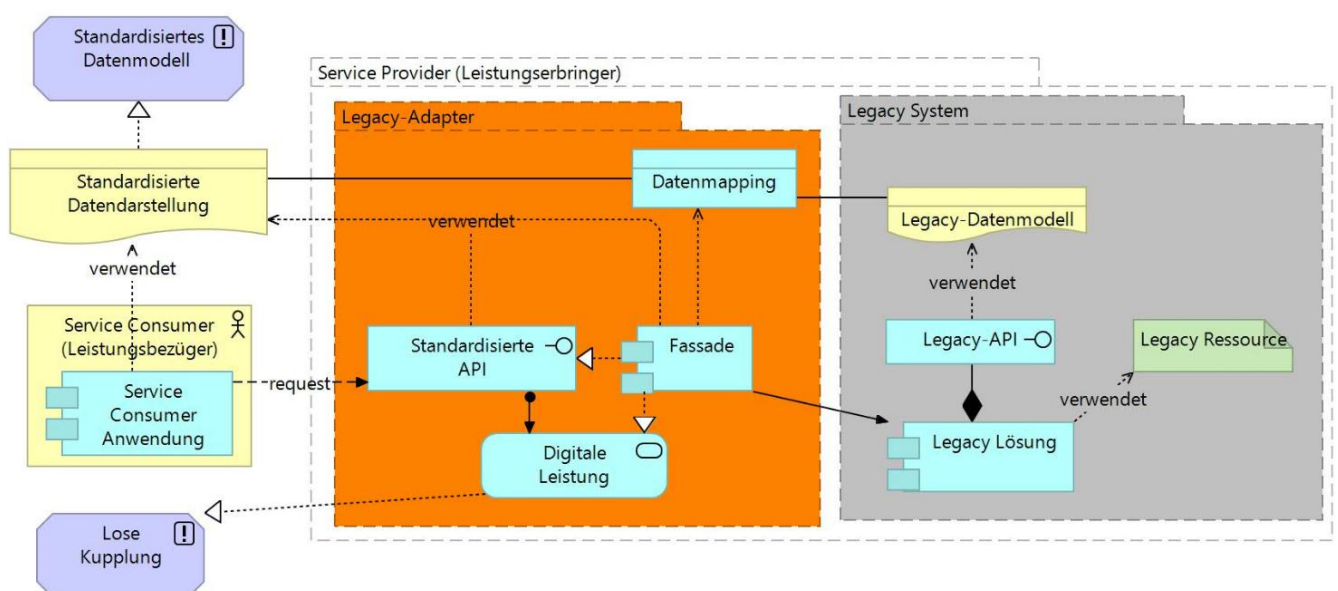 Standardisiertes
Datenmodell
Service Provider (Leistungserbringer)
Legacy-Adapter
Legacy System
Standardisierte
Datendarstellung
Datenmapping
Legacy-Datenmodell
verwendet
verwendet
verwendet
Service Consumer
(Leistungsbezüger)
Service
Consumer
Anwendung
request
Standardisierte
API
Fassade
Legacy-API
Legacy Ressource
verwendet
Digitale
Leistung
Legacy Lösung
Lose
Kupplung